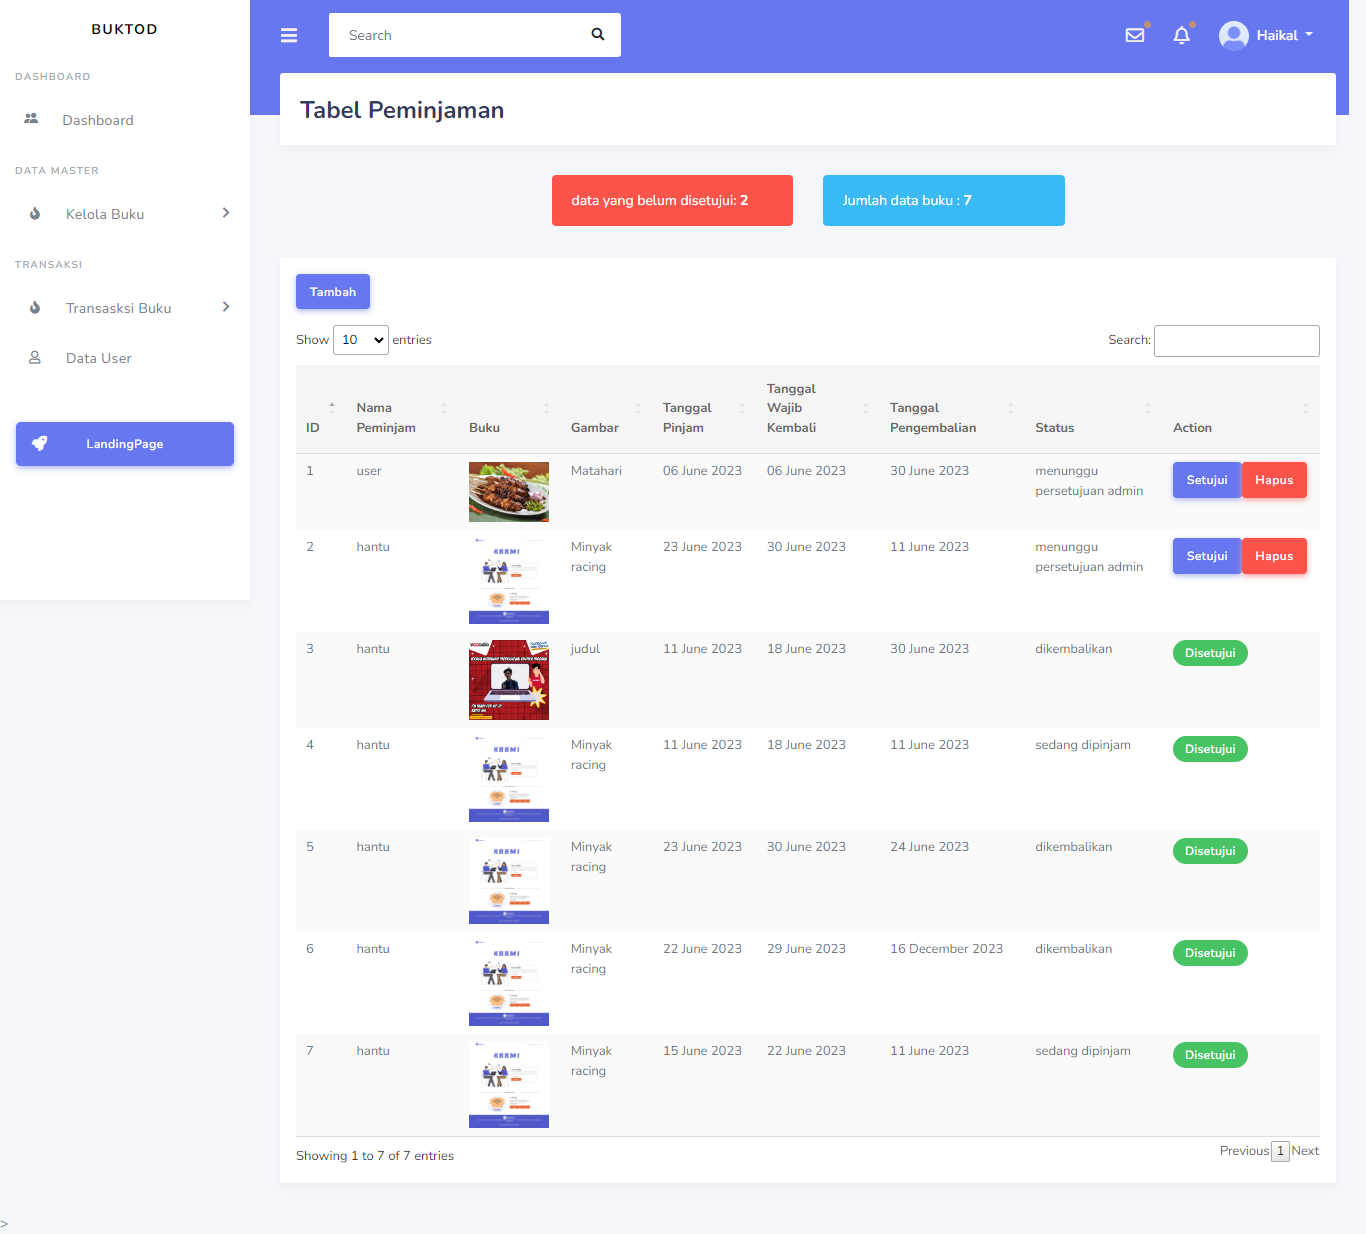 BUKTOD
Search
Haikal
DASHBOARD
Dashboard
DATA MASTER
Kelola Buku
TRANSAKSI
Transasksi Buku
Data User
LandingPage
Tabel Peminjaman
data yang belum disetujui: 2
Jumlah data buku : 7
Tambah
Show 10 entries
Search:
ID Nama Peminjam Buku Gambar Tanggal Pinjam Tanggal Wajib Kembali Tanggal Pengembalian Status Action
1 user Matahari 06 June 2023 06 June 2023 30 June 2023 menunggu persetujuan admin Setujui Hapus
2 hantu KBBMI Minyak racing 23 June 2023 30 June 2023 11 June 2023 menunggu persetujuan admin Setujui Hapus
3 hantu judul 11 June 2023 18 June 2023 30 June 2023 dikembalikan Disetujui
4 hantu KBBMI Minyak racing 11 June 2023 18 June 2023 11 June 2023 sedang dipinjam Disetujui
5 hantu KBBMI Minyak racing 23 June 2023 30 June 2023 24 June 2023 dikembalikan Disetujui
6 hantu KBBMI Minyak racing 22 June 2023 29 June 2023 16 December 2023 dikembalikan Disetujui
7 hantu KBBMI Minyak racing 15 June 2023 22 June 2023 11 June 2023 sedang dipinjam Disetujui
Showing 1 to 7 of 7 entries
Previous 1 Next
>